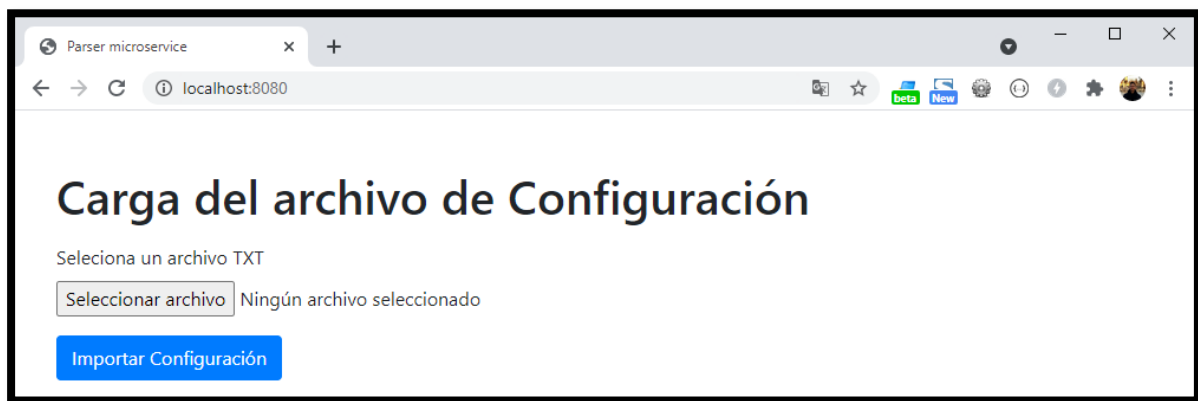 Parser microservice
localhost:8080
beta New
Carga del archivo de Configuración
Seleciona un archivo TXT
Seleccionar archivo Ningún archivo seleccionado
Importar Configuración